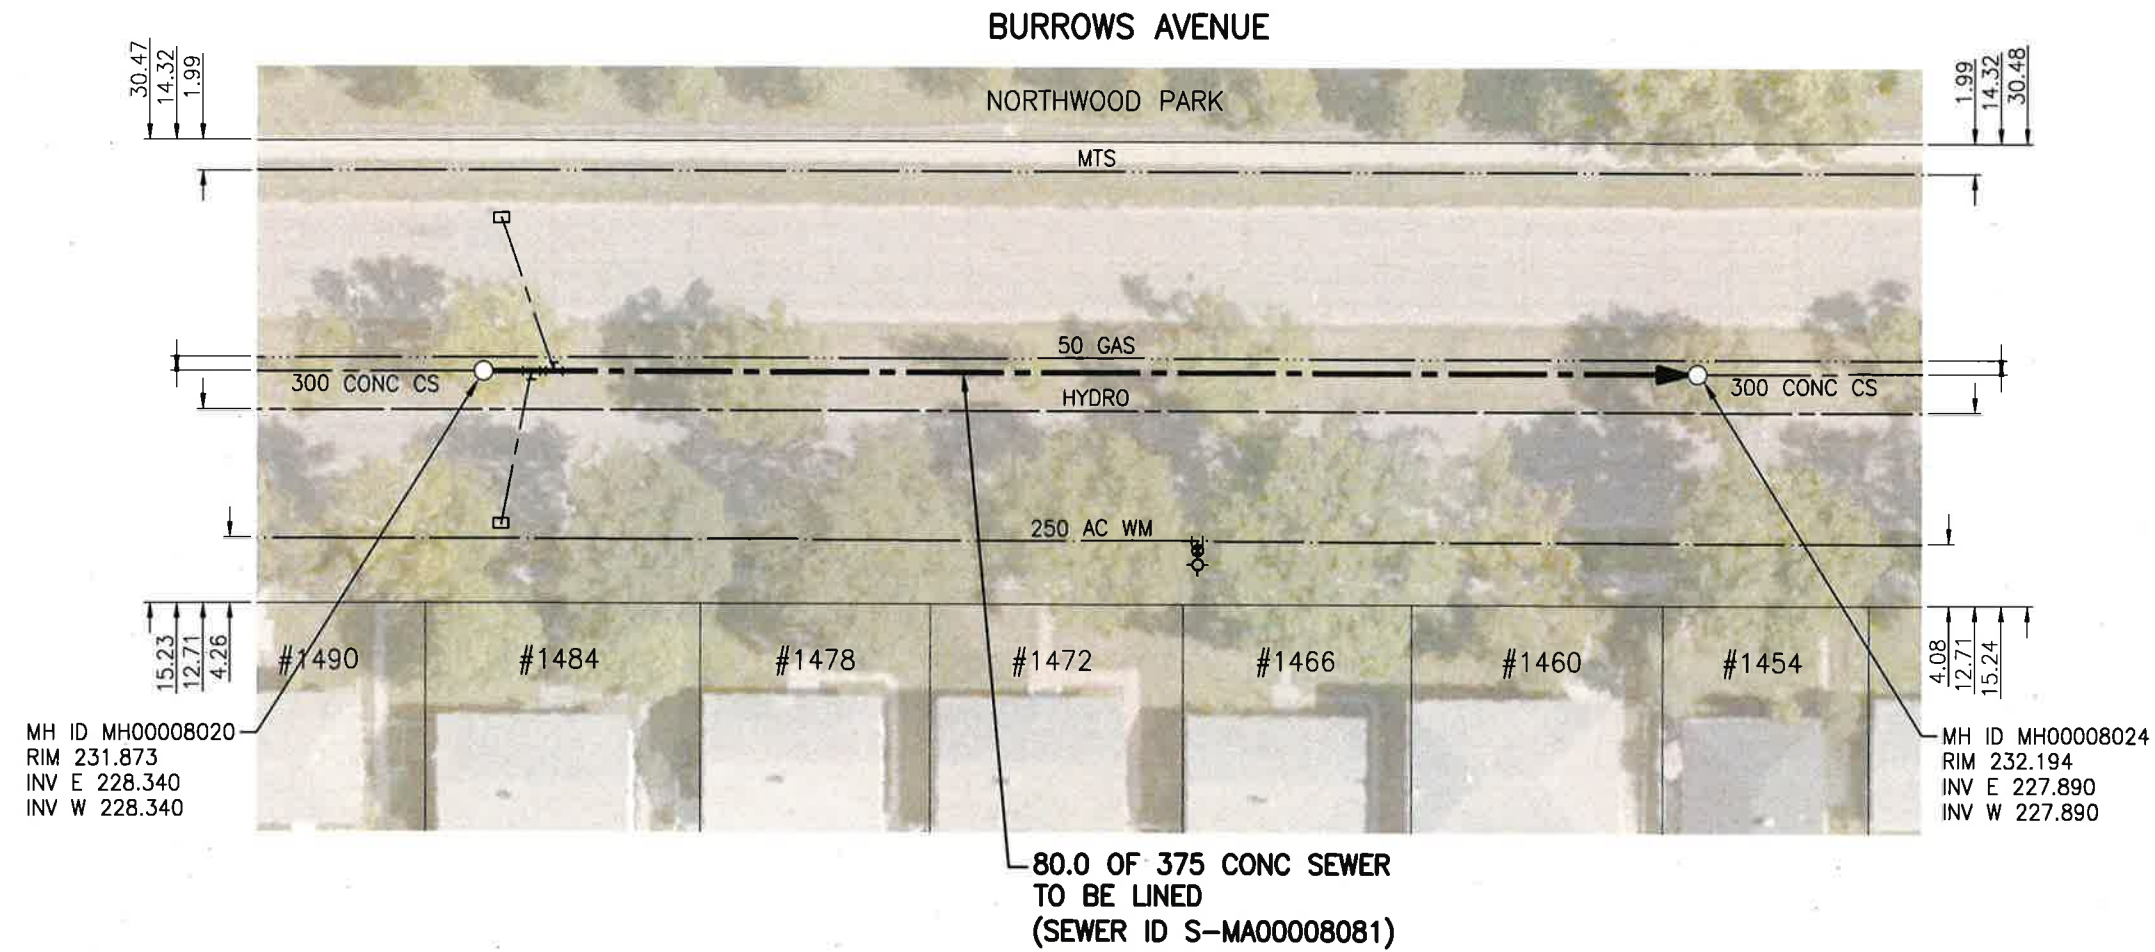 BURROWS AVENUE
30.47
14.32
1.99
1.99
14.32
30.48
NORTHWOOD PARK
MTS
50 GAS
300 CONC CS
300 CONC CS
HYDRO
250 AC WM
15.23
12.71
4.26
4.08
12.71
15.24
#1490
#1484
#1478
#1472
#1466
#1460
#1454
MH ID MH00008020
RIM 231.873
INV E 228.340
INV W 228.340
MH ID MH00008024
RIM 232.194
INV E 227.890
INV W 227.890
80.0 OF 375 CONC SEWER
TO BE LINED
(SEWER ID S-MA00008081)